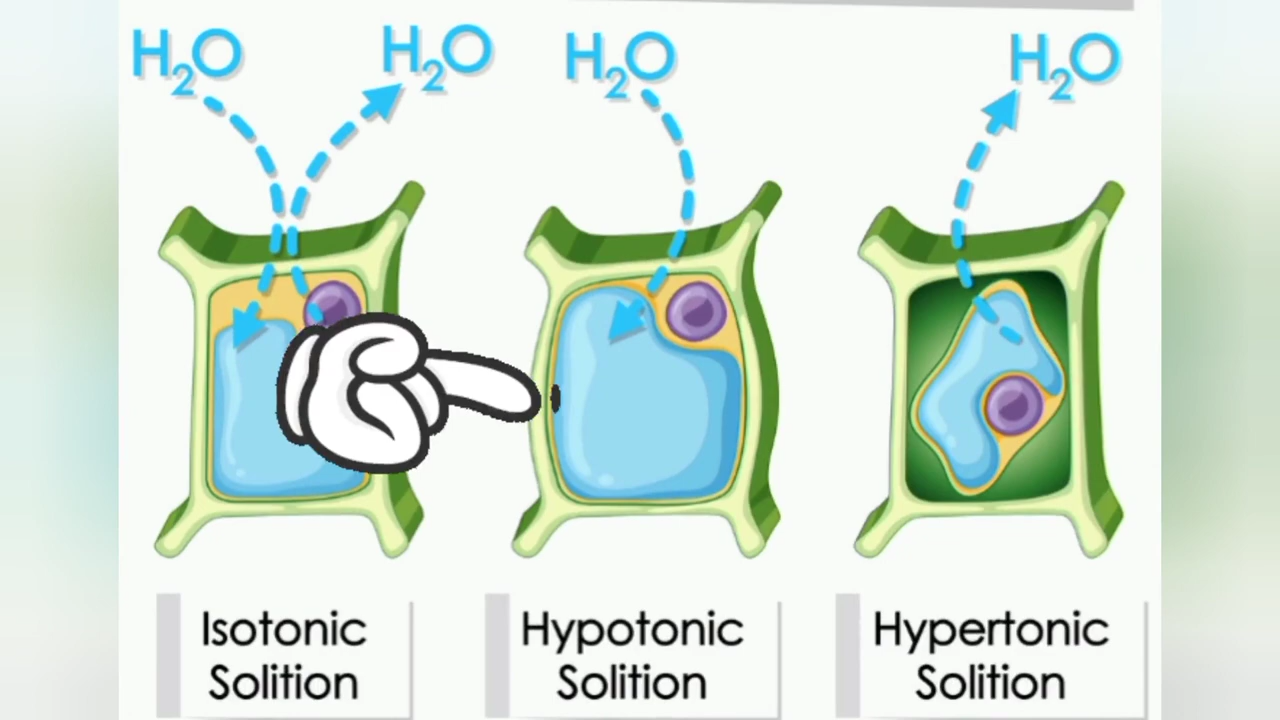 H₂O
H₂O
H₂O
H₂O
Isotonic
Solition
Hypotonic
Solition
Hypertonic
Solition